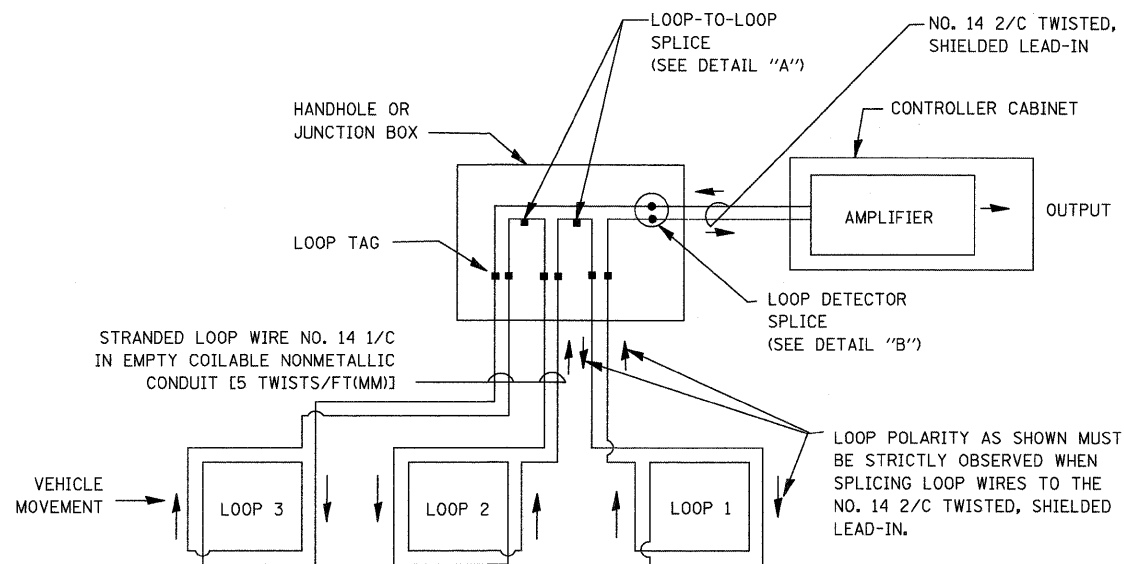 LOOP-TO-LOOP
SPLICE
(SEE DETAIL "A")
NO. 14 2/C TWISTED,
SHIELDED LEAD-IN
HANDHOLE OR
JUNCTION BOX
CONTROLLER CABINET
AMPLIFIER
OUTPUT
LOOP TAG
LOOP DETECTOR
SPLICE
(SEE DETAIL "B")
STRANDED LOOP WIRE NO. 14 1/C
IN EMPTY COILABLE NONMETALLIC
CONDUIT [5 TWISTS/FT(MM)]
LOOP POLARITY AS SHOWN MUST
BE STRICTLY OBSERVED WHEN
SPLICING LOOP WIRES TO THE
NO. 14 2/C TWISTED, SHIELDED
LEAD-IN.
VEHICLE
MOVEMENT
LOOP 3
LOOP 2
LOOP 1